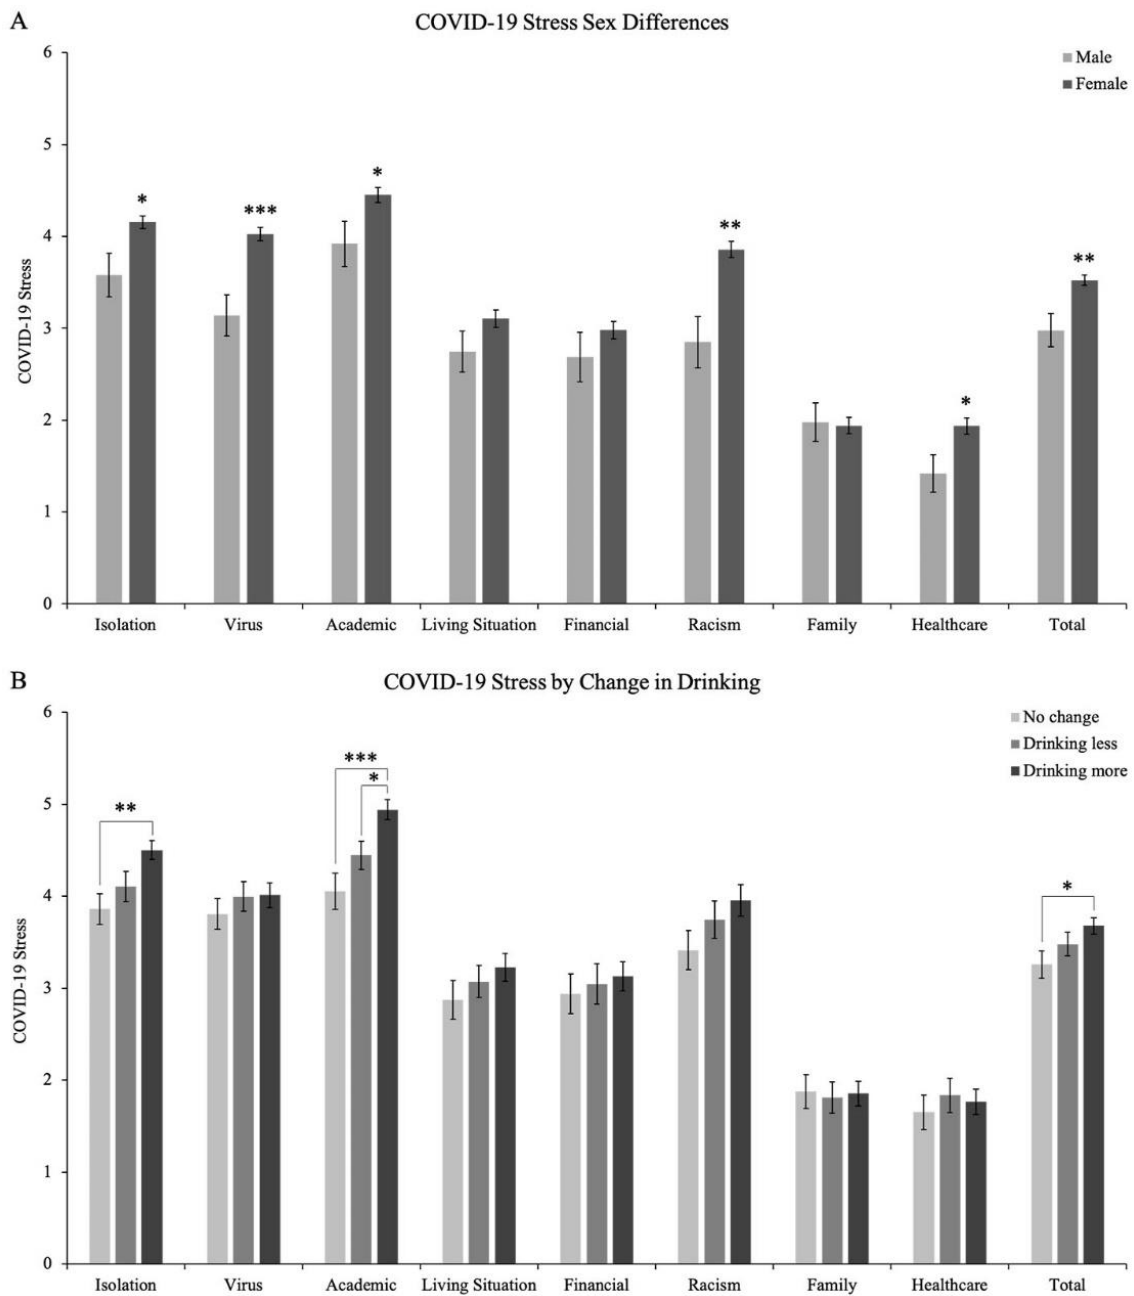 A
COVID-19 Stress Sex Differences
6
Male
Female
5
*
***
*
**
*
**
4
3
2
1
0
COVID-19 Stress
Isolation Virus Academic Living Situation Financial Racism Family Healthcare Total
B
COVID-19 Stress by Change in Drinking
6
No change
Drinking less
Drinking more
**
***
*
*
5
4
3
2
1
0
COVID-19 Stress
Isolation Virus Academic Living Situation Financial Racism Family Healthcare Total